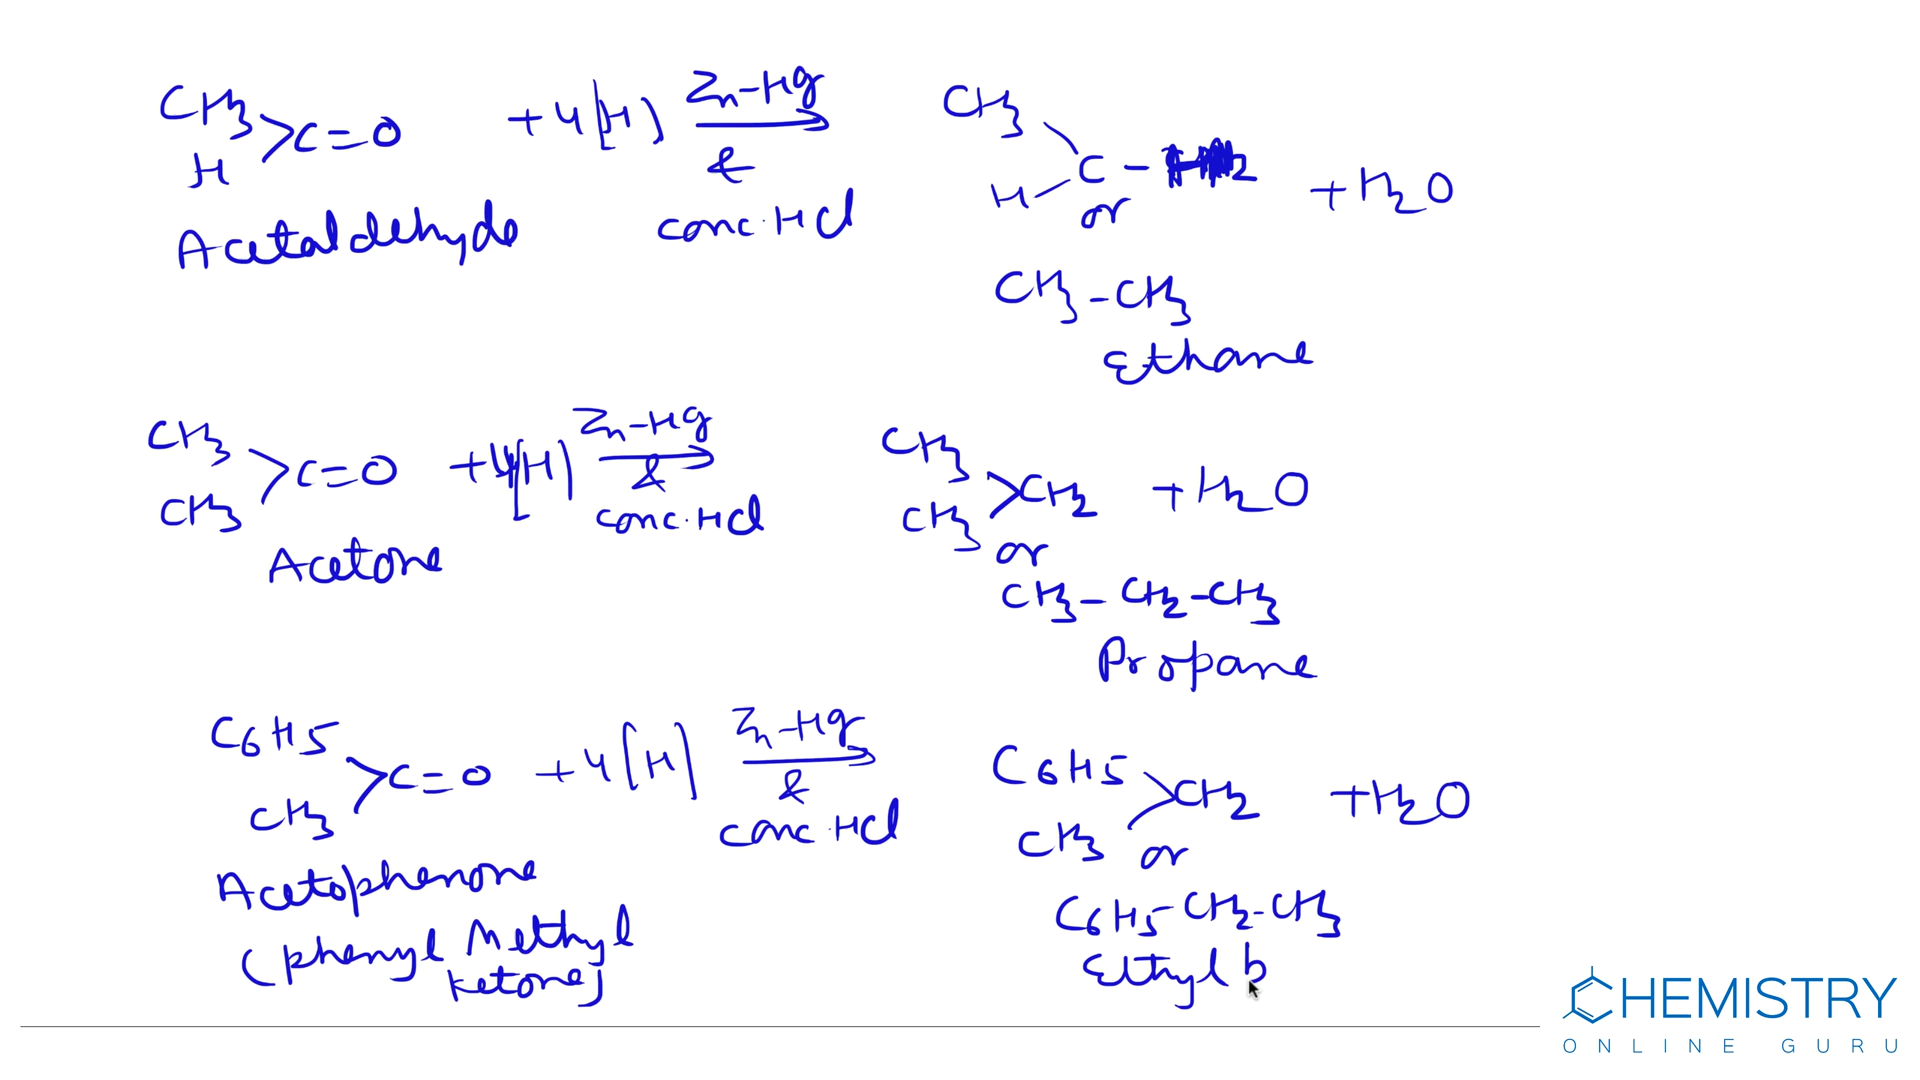 CH3
H >C=O +4[H] Zn-Hg
&
conc.HCl
CH3
H - C - + H2O
or
Acetaldehyde
CH3-CH3
Ethane
CH3
CH3 >C=O +4[H] Zn-Hg
&
conc.HCl
CH3
CH3 >CH2 +H2O
or
Acetone
CH3-CH2-CH3
Propane
C6H5
CH3 >C=O +4[H] Zn-Hg
&
conc.HCl
C6H5
CH3 >CH2 +H2O
or
Acetophenone
(phenyl Methyl
ketone)
C6H5-CH2-CH3
Ethyl b
CHEMISTRY
ONLINE GURU